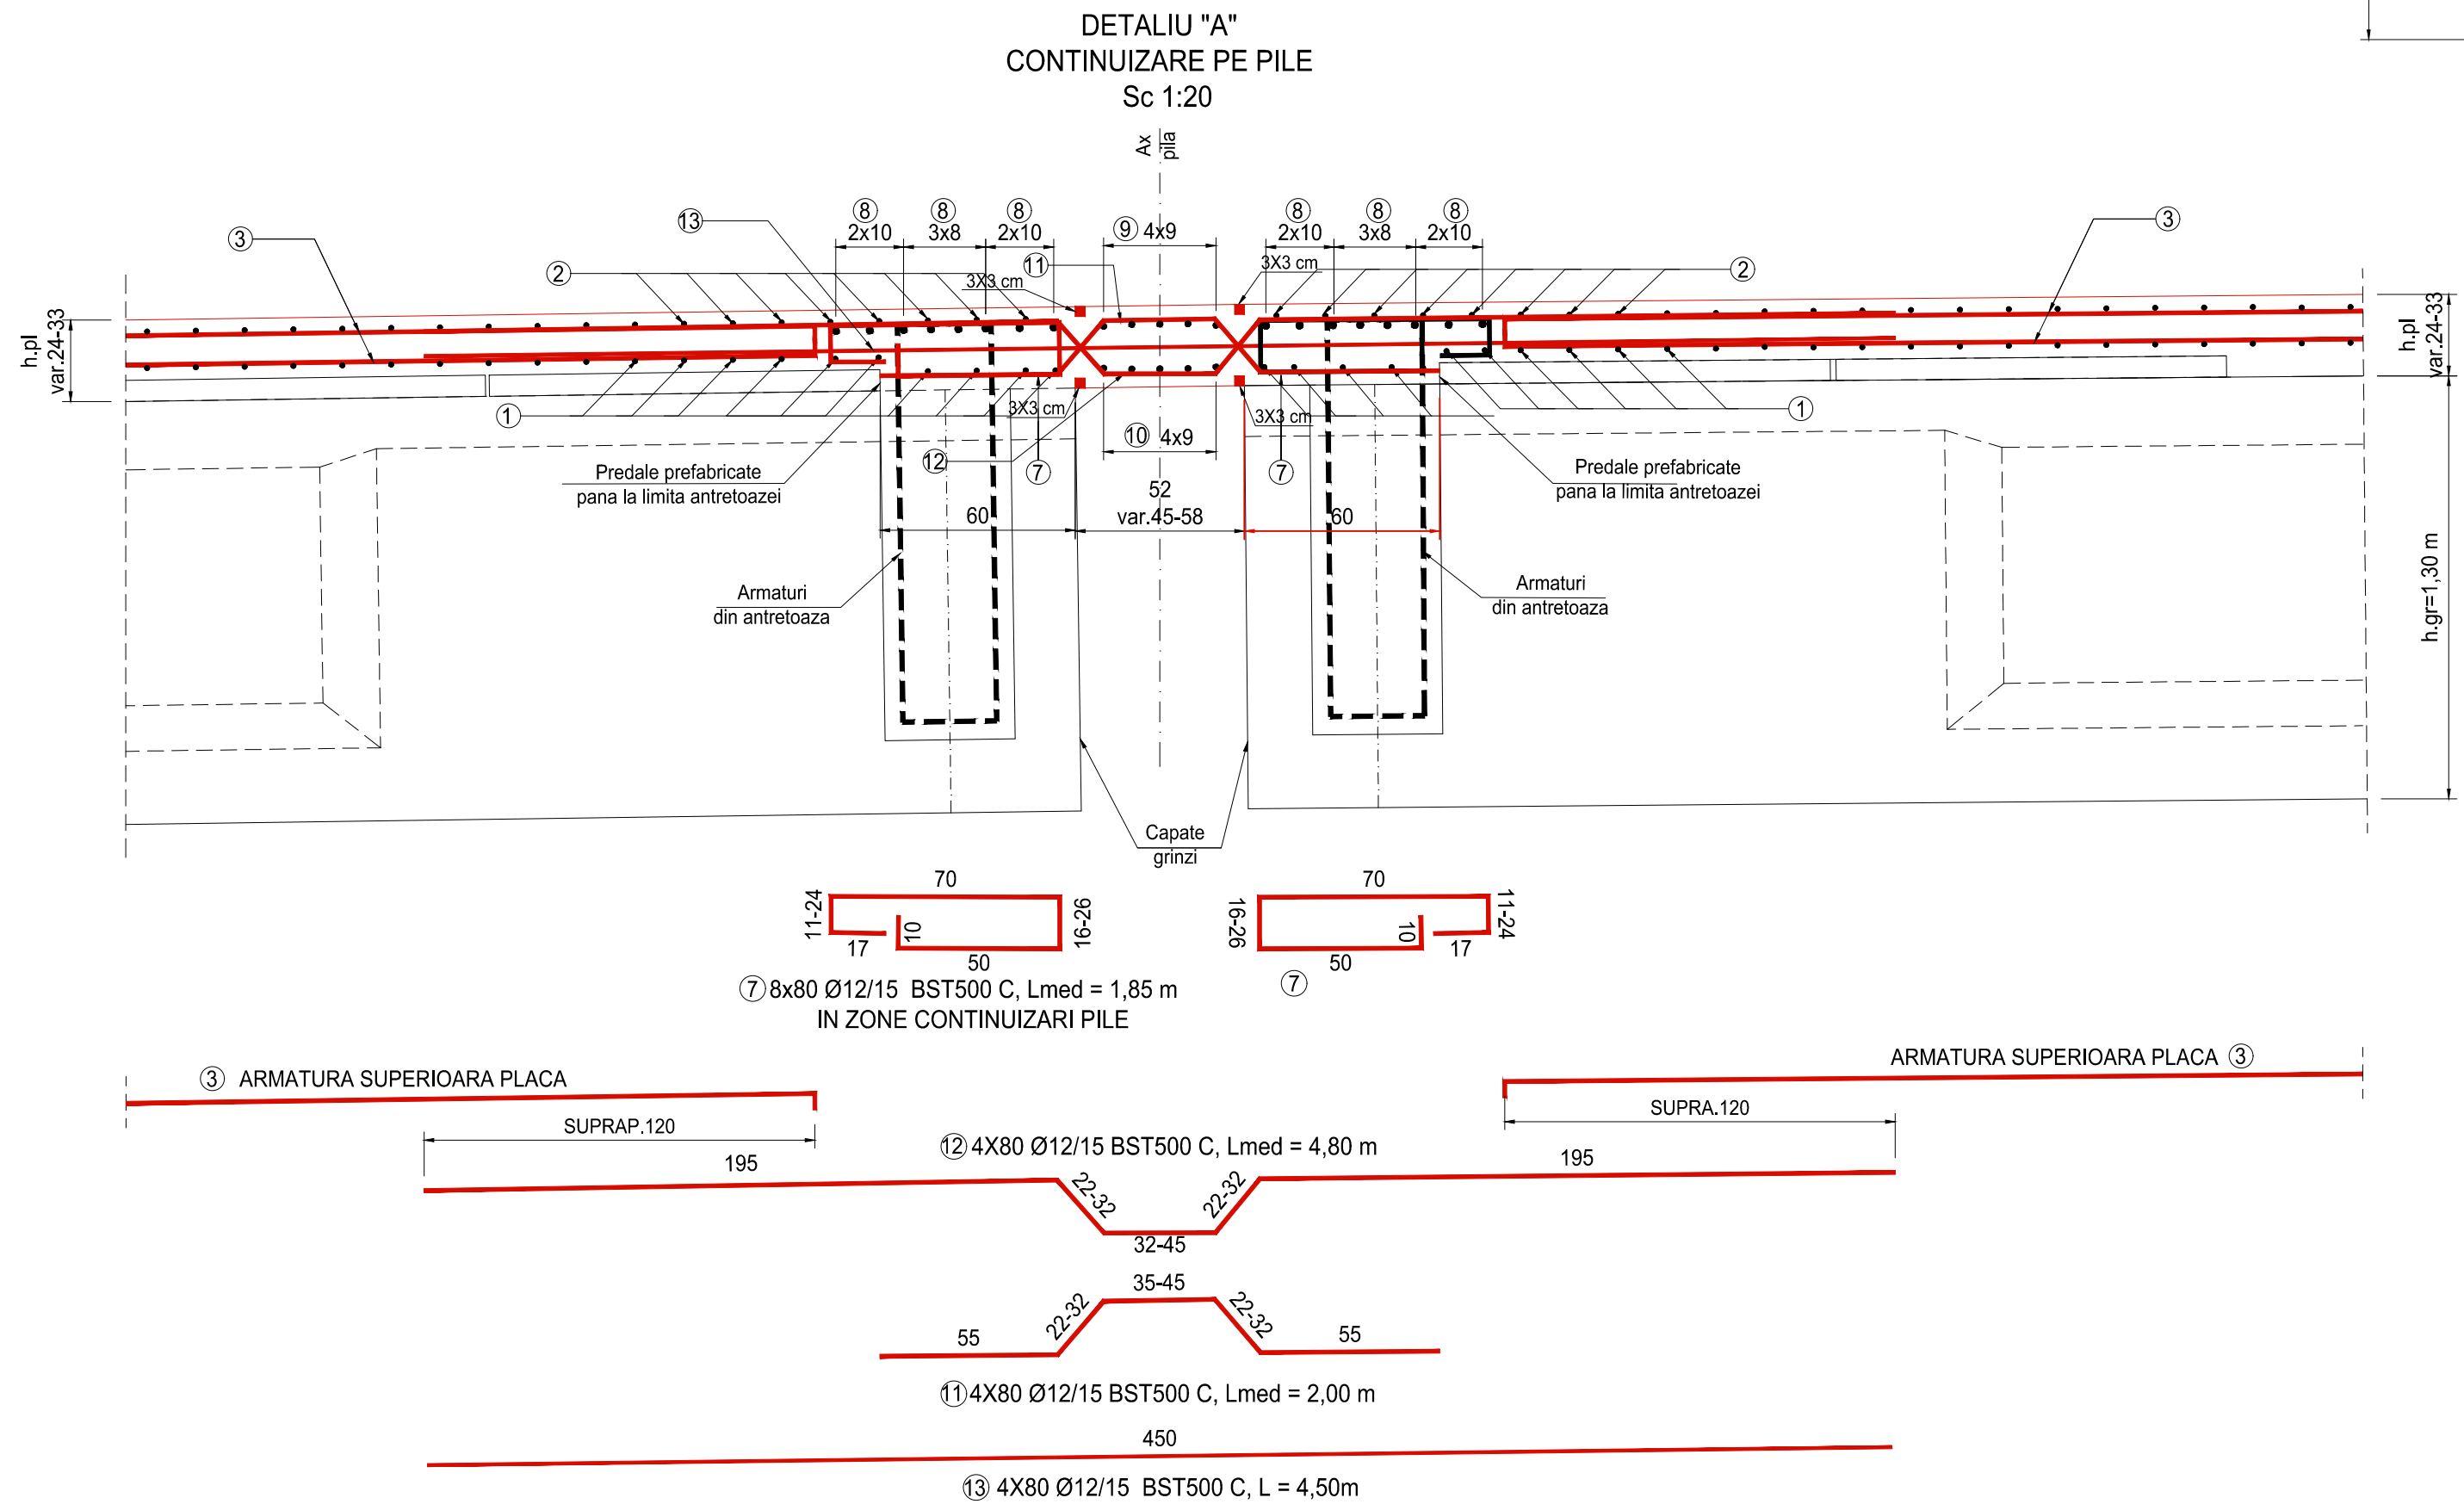 DETALIU "A"
CONTINUIZARE PE PILE
Sc 1:20
Ax
pila
8
2x10
8
3x8
8
2x10
9 4x9
8
2x10
8
3x8
8
2x10
3
13
2
11
3X3 cm
3X3 cm
2
3
h.pl
var.24-33
h.pl
var.24-33
1
3X3 cm
3X3 cm
1
10 4x9
12
7
7
Predale prefabricate
pana la limita antretoazei
Predale prefabricate
pana la limita antretoazei
60
52
var.45-58
60
Armaturi
din antretoaza
Armaturi
din antretoaza
h.gr=1,30 m
Capate
grinzi
70
11-24
17
10
50
16-26
70
16-26
50
10
17
11-24
7 8x80 Ø12/15 BST500 C, Lmed = 1,85 m
IN ZONE CONTINUIZARI PILE
7
3 ARMATURA SUPERIOARA PLACA
ARMATURA SUPERIOARA PLACA 3
SUPRAP.120
SUPRA.120
12 4X80 Ø12/15 BST500 C, Lmed = 4,80 m
195
22-32
32-45
22-32
195
55
22-32
35-45
22-32
55
11 4X80 Ø12/15 BST500 C, Lmed = 2,00 m
450
13 4X80 Ø12/15 BST500 C, L = 4,50m